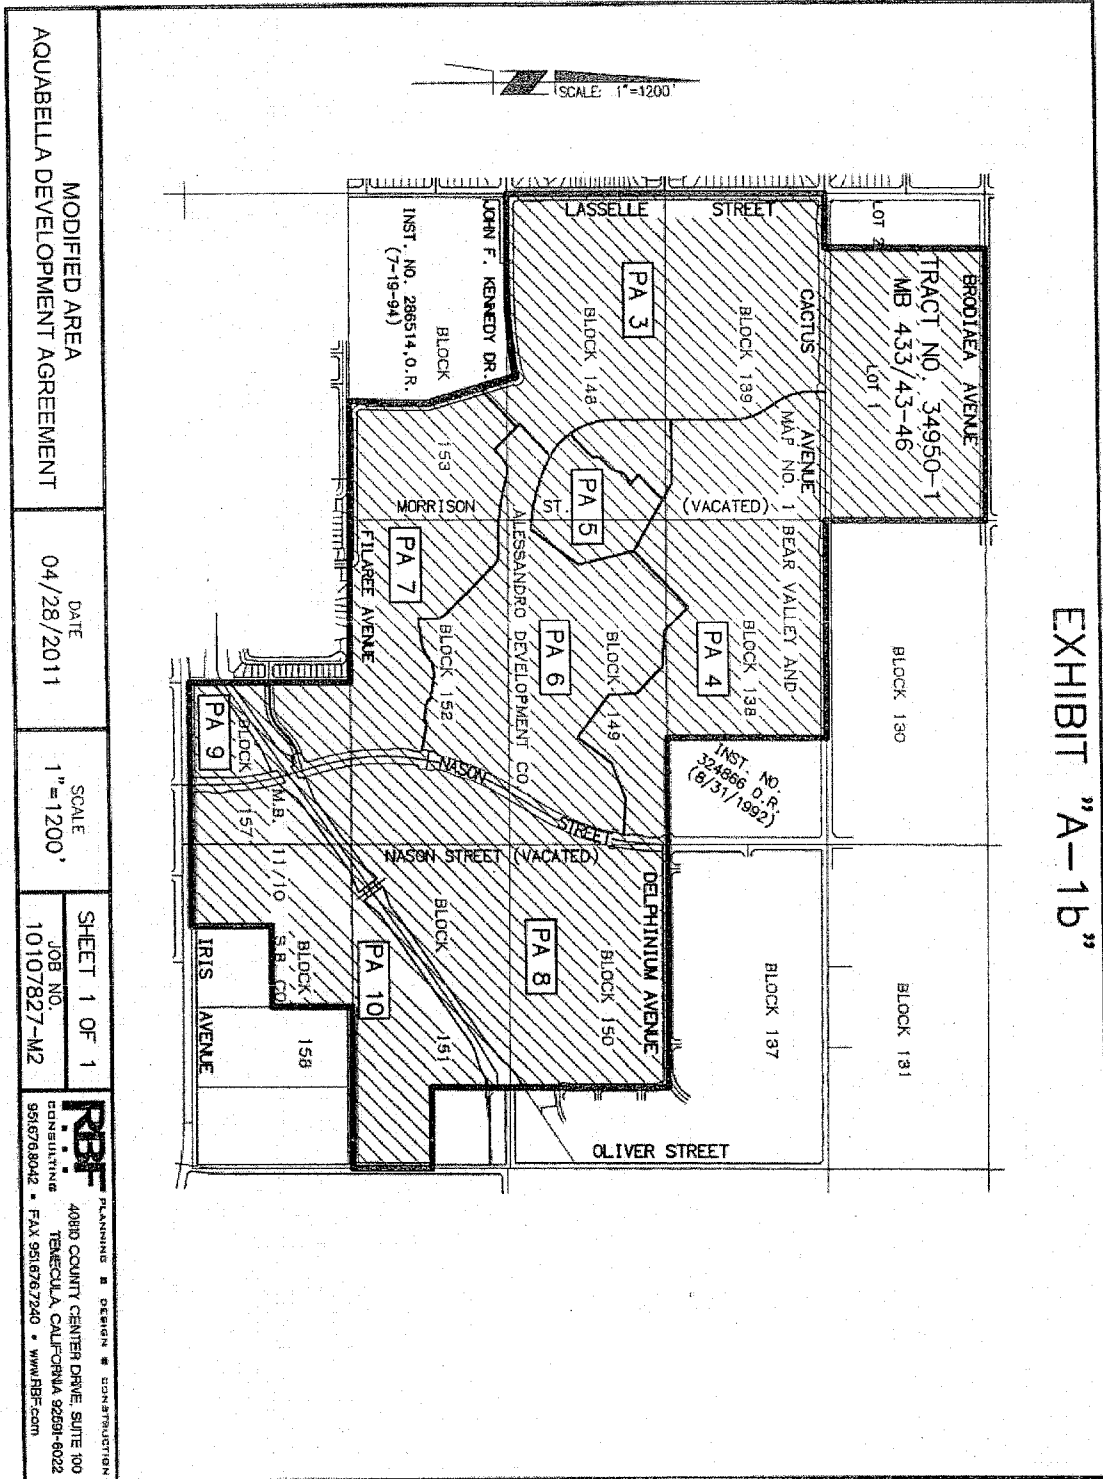 EXHIBIT "A-1b"
SCALE: 1"=1200'
BRODIAEA AVENUE
TRACT NO. 34950-1
MB 433/43-46
LOT 2
LOT 1
BLOCK 130
BLOCK 131
CACTUS AVENUE
MAP NO. 1 BEAR VALLEY AND
ALESSANDRO DEVELOPMENT CO.
LASSELLE STREET
BLOCK 139
BLOCK 138
BLOCK 137
PA 3
PA 4
INST. NO.
324866 O.R.
(8/31/1992)
(VACATED)
BLOCK 148
PA 5
PA 6
BLOCK 149
STREET
DELPHINIUM AVENUE
BLOCK 150
PA 8
OLIVER STREET
JOHN F. KENNEDY DR.
INST. NO. 286514,O.R.
(7-19-94)
BLOCK 153
MORRISON ST.
PA 7
FILAREE AVENUE
BLOCK 152
NASON
NASON STREET (VACATED)
BLOCK 151
PA 10
PA 9
BLOCK 157
M.B. 11/10 S.B. CO.
BLOCK 158
IRIS AVENUE
MODIFIED AREA
AQUABELLA DEVELOPMENT AGREEMENT
DATE
04/28/2011
SCALE
1"=1200'
SHEET 1 OF 1
JOB NO.
10107827-M2
RBF
CONSULTING
PLANNING ■ DESIGN ■ CONSTRUCTION
40810 COUNTY CENTER DRIVE, SUITE 100
TEMECULA, CALIFORNIA 92591-6022
951.676.8042 • FAX 951.676.7240 • www.RBF.com